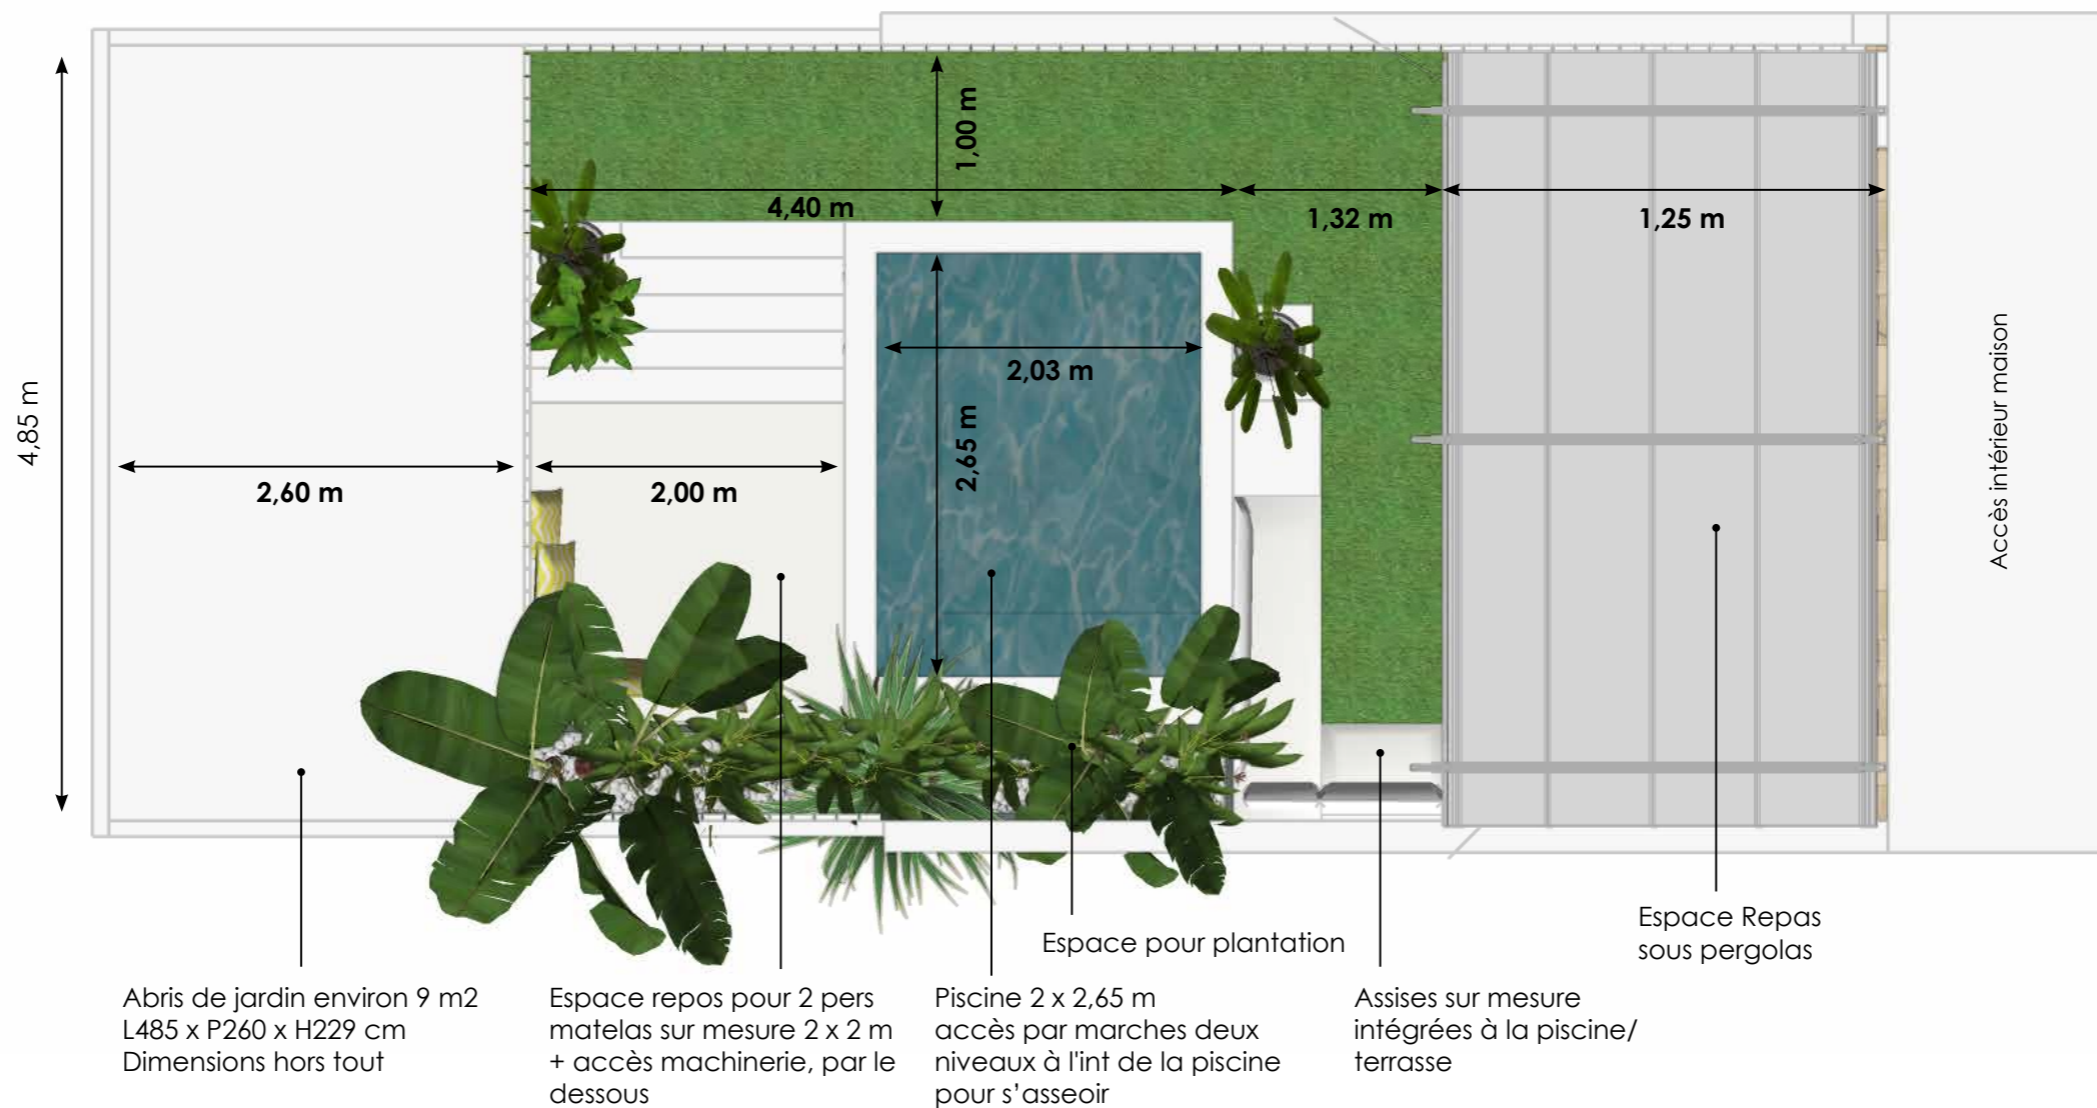 1,00 m
4,40 m
1,32 m
1,25 m
4,85 m
2,60 m
2,00 m
2,03 m
2,65 m
Accès intérieur maison
Espace Repas
sous pergolas
Espace pour plantation
Abris de jardin environ 9 m2
L485 x P260 x H229 cm
Dimensions hors tout
Espace repos pour 2 pers
matelas sur mesure 2 x 2 m
+ accès machinerie, par le
dessous
Piscine 2 x 2,65 m
accès par marches deux
niveaux à l'int de la piscine
pour s’asseoir
Assises sur mesure
intégrées à la piscine/
terrasse